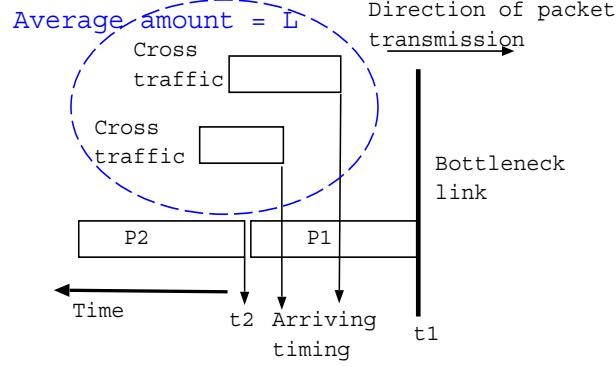 Average amount = L
Direction of packet
transmission
Cross
traffic
Cross
traffic
Bottleneck
link
P2
P1
Time
t2
Arriving
timing
t1